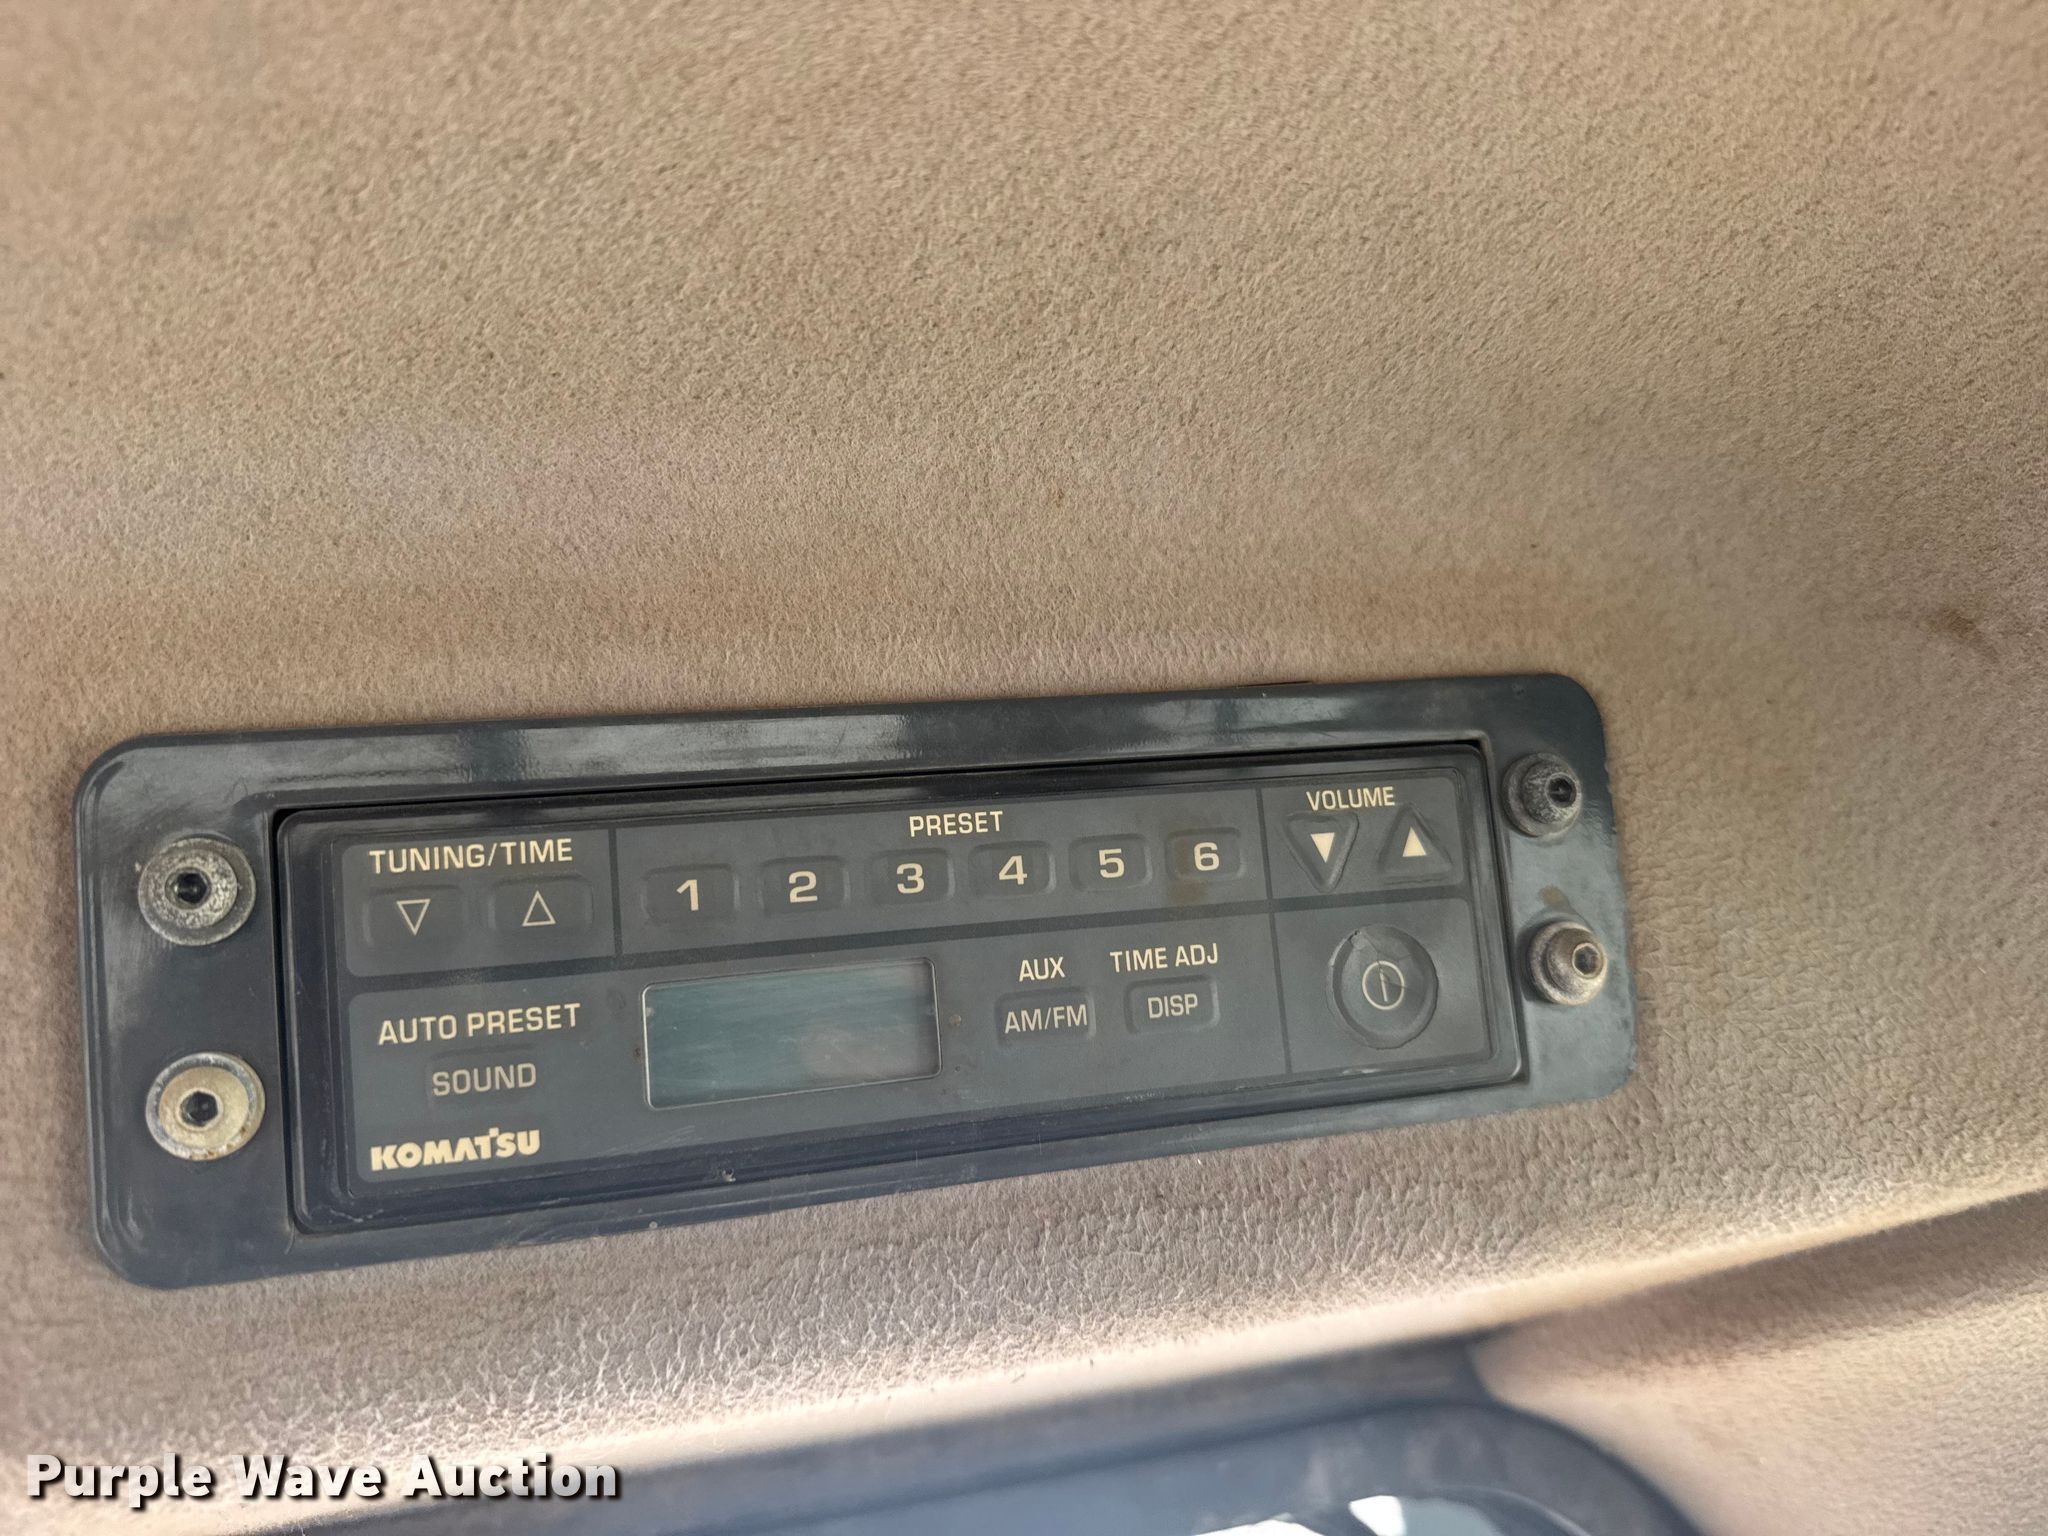 TUNING/TIME
PRESET
VOLUME
1 2 3 4 5 6
AUX
TIME ADJ
AUTO PRESET
AM/FM
DISP
SOUND
KOMATSU
Purple Wave Auction